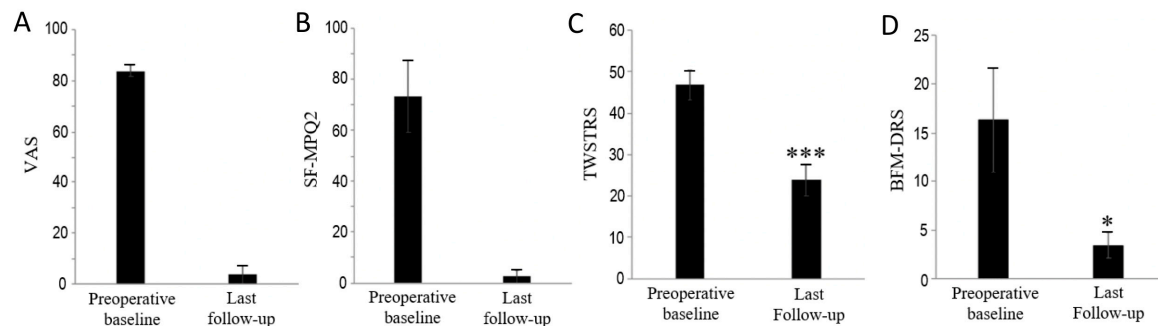 A
VAS
100
80
60
40
20
0
Preoperative
baseline
Last
follow-up
B
SF-MPQ2
100
80
60
40
20
0
Preoperative
baseline
Last
follow-up
C
TWSTRS
60
50
40
30
20
10
0
***
Preoperative
baseline
Last
Follow-up
D
BFM-DRS
25
20
15
10
5
0
*
Preoperative
baseline
Last
Follow-up